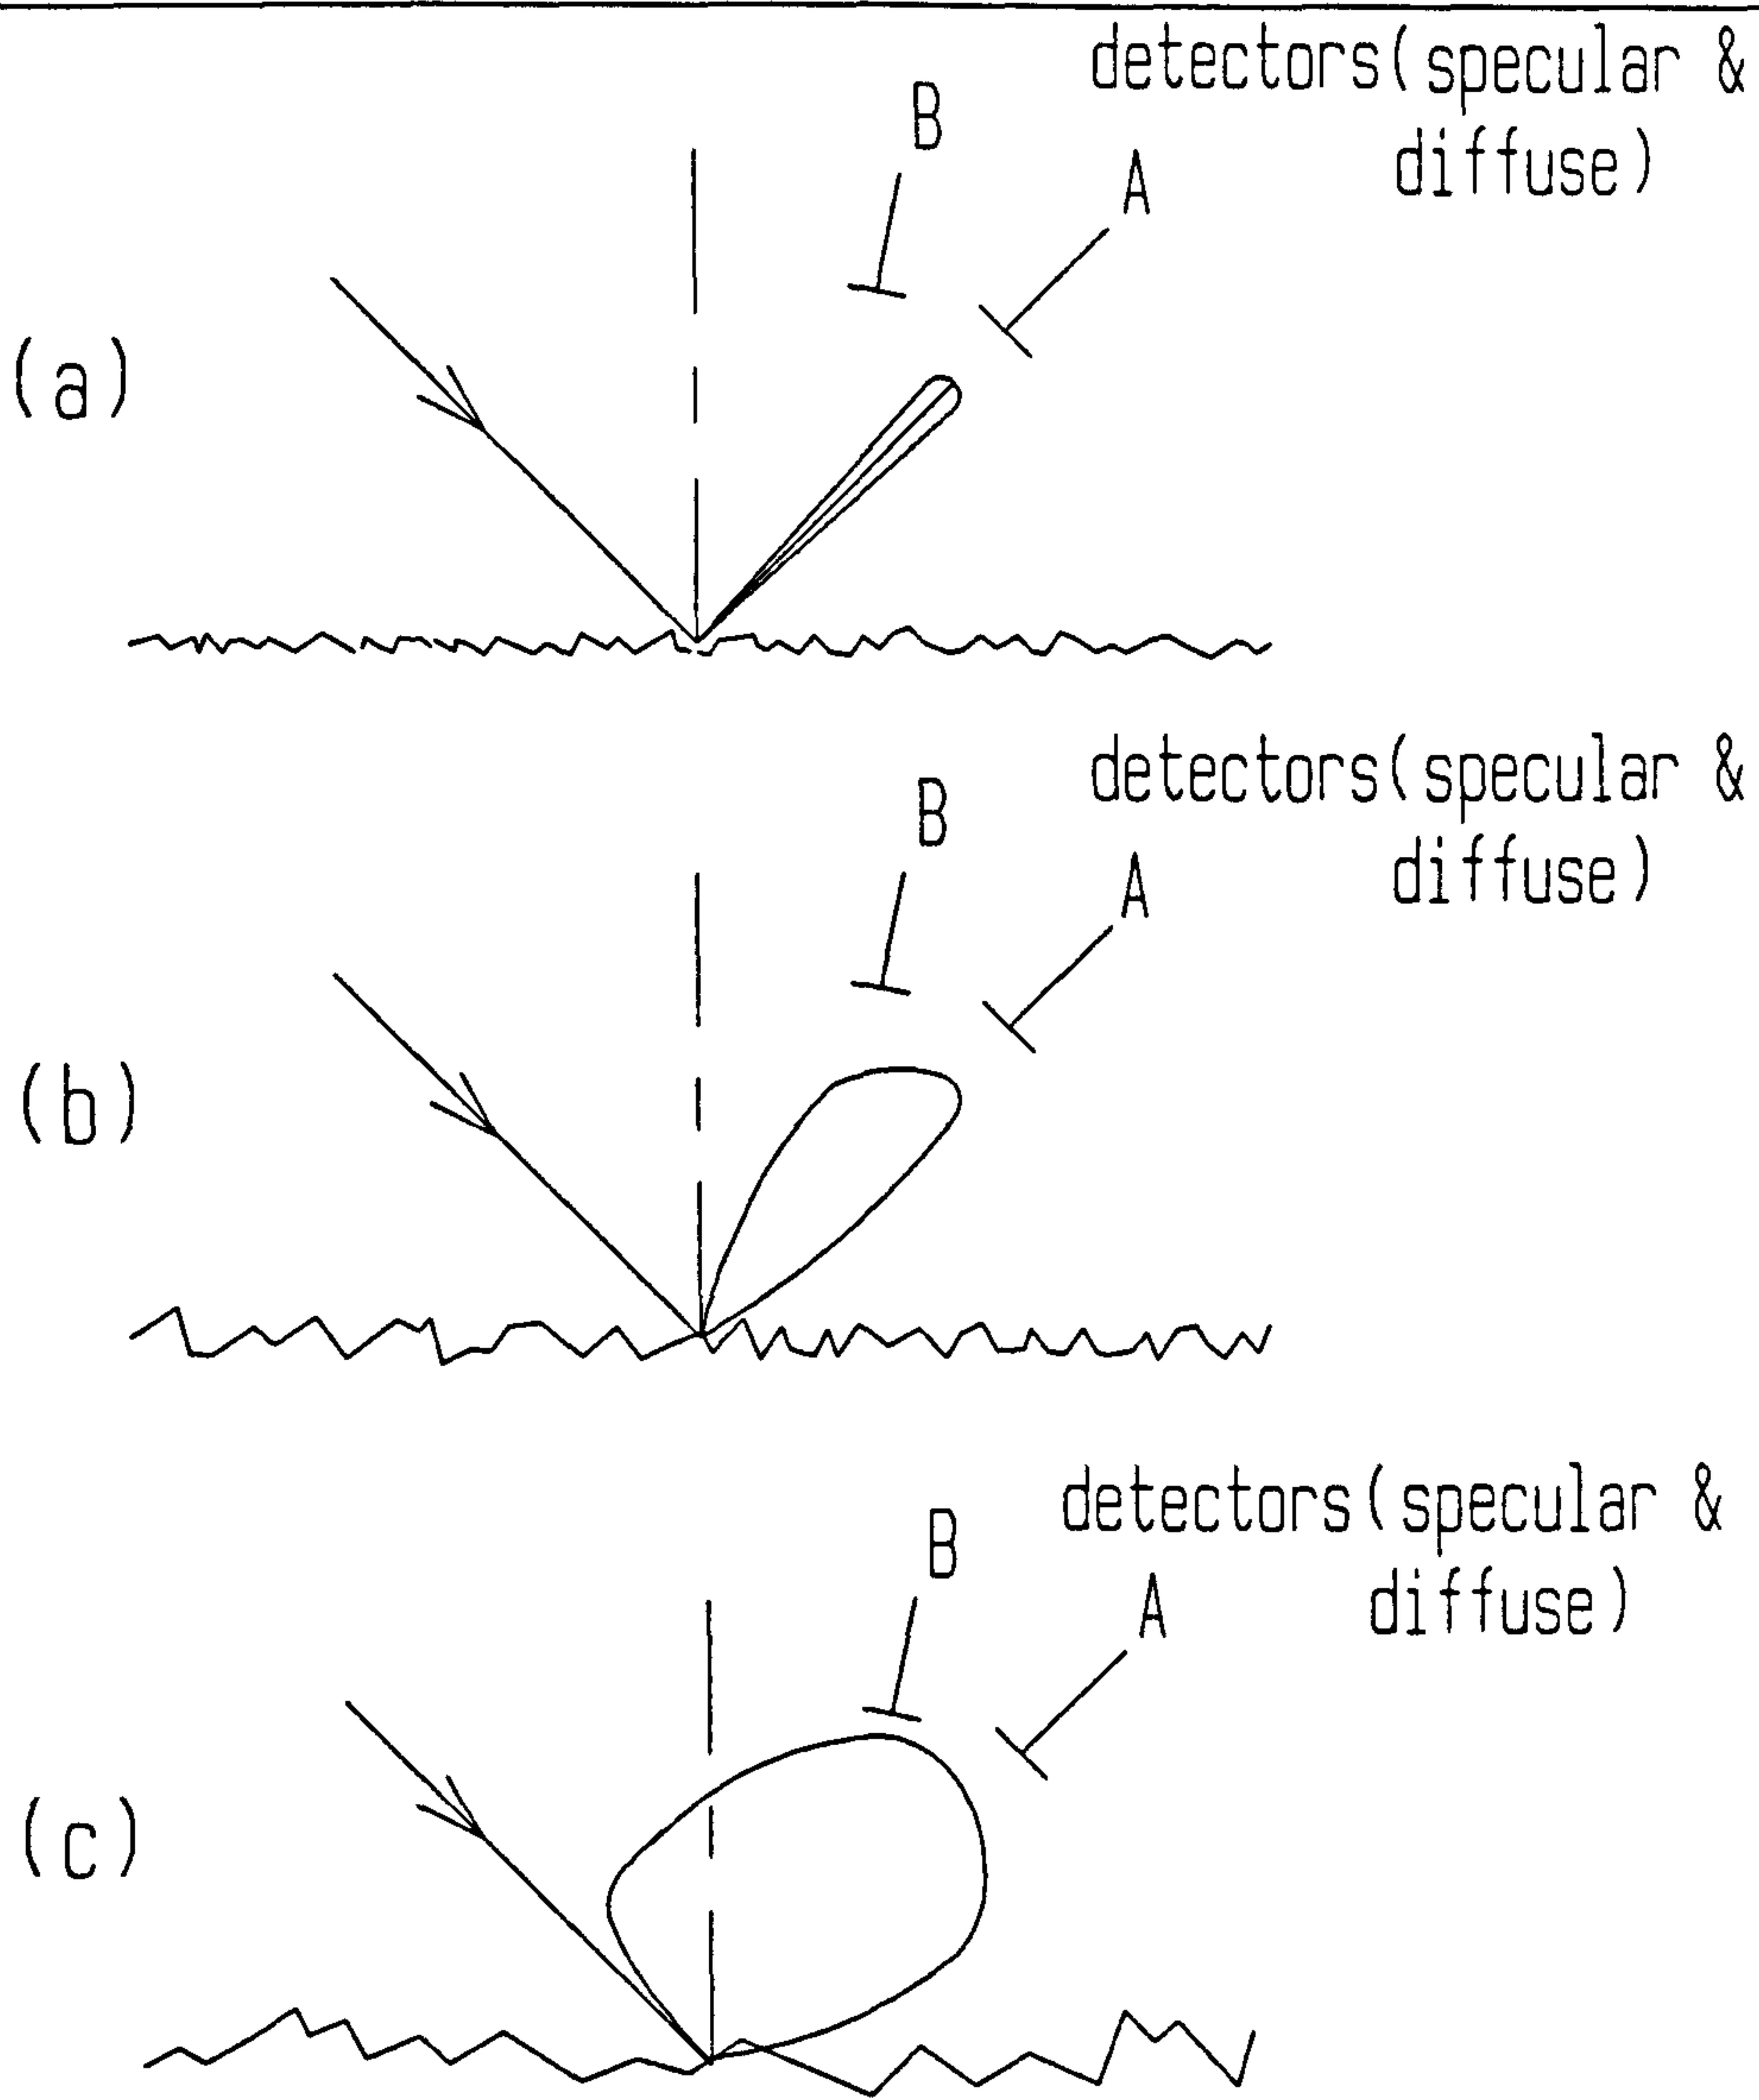 detectors(specular &
diffuse)
B
A
(a)
detectors(specular &
diffuse)
B
A
(b)
detectors(specular &
diffuse)
B
A
(c)